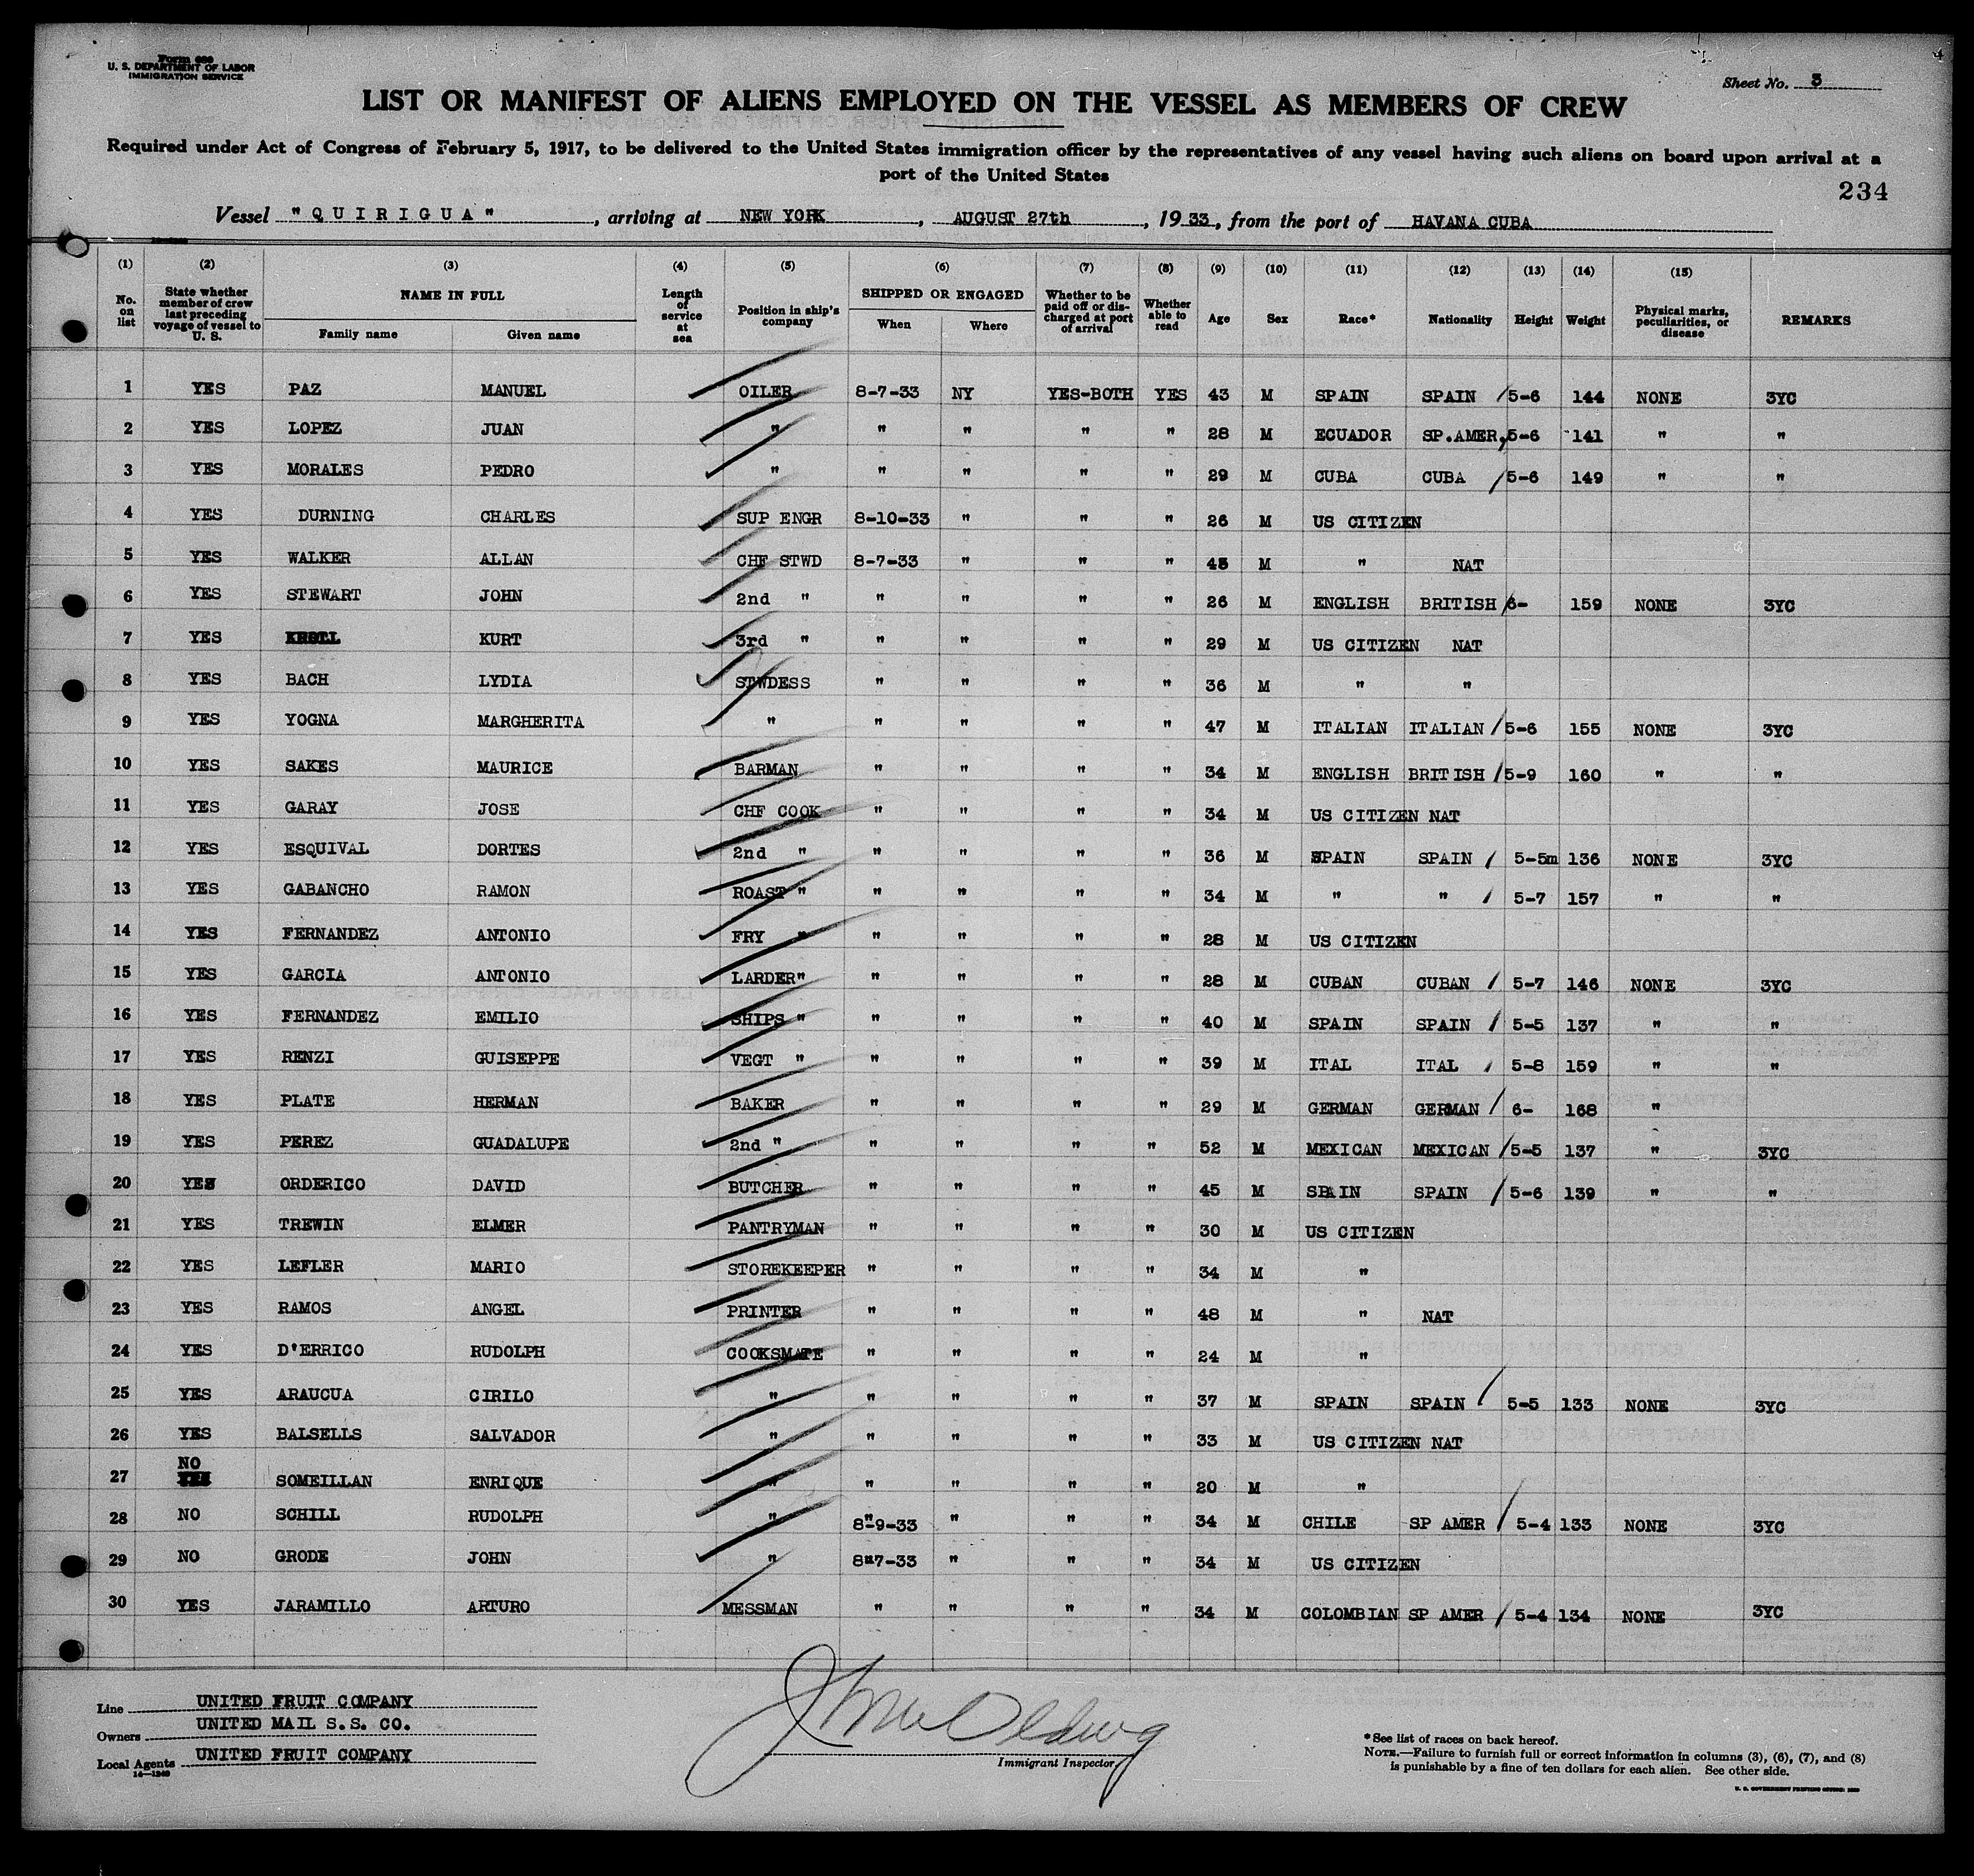 Form 680
U. S. DEPARTMENT OF LABOR
IMMIGRATION SERVICE
Sheet No. 3
4
LIST OR MANIFEST OF ALIENS EMPLOYED ON THE VESSEL AS MEMBERS OF CREW
Required under Act of Congress of February 5, 1917, to be delivered to the United States immigration officer by the representatives of any vessel having such aliens on board upon arrival at a
port of the United States
234
Vessel "QUIRIGUA", arriving at NEW YORK, AUGUST 27th, 1933, from the port of HAVANA CUBA
(1) (2) (3) (4) (5) (6) (7) (8) (9) (10) (11) (12) (13) (14) (15)
No. on list State whether member of crew last preceding voyage of vessel to U. S. NAME IN FULL Family name Given name Length of service at sea Position in ship's company SHIPPED OR ENGAGED When Where Whether to be paid off or discharged at port of arrival Whether able to read Age Sex Race* Nationality Height Weight Physical marks, peculiarities, or disease REMARKS
1 YES PAZ MANUEL OILER 8-7-33 NY YES-BOTH YES 43 M SPAIN SPAIN 5-6 144 NONE 3YC
2 YES LOPEZ JUAN " " " " " 28 M ECUADOR SP.AMER. 5-6 141 " "
3 YES MORALES PEDRO " " " " " 29 M CUBA CUBA 5-6 149 " "
4 YES DURNING CHARLES SUP ENGR 8-10-33 " " " 26 M US CITIZEN
5 YES WALKER ALLAN CHF STWD 8-7-33 " " " 45 M " NAT
6 YES STEWART JOHN 2nd " " " " " 26 M ENGLISH BRITISH 6- 159 NONE 3YC
7 YES KURT 3rd " " " " " 29 M US CITIZEN NAT
8 YES BACH LYDIA STWDESS " " " " 36 M " "
9 YES YOGNA MARGHERITA " " " " " 47 M ITALIAN ITALIAN 5-6 155 NONE 3YC
10 YES SAKES MAURICE BARMAN " " " " 34 M ENGLISH BRITISH 5-9 160 " "
11 YES GARAY JOSE CHF COOK " " " " 34 M US CITIZEN NAT
12 YES ESQUIVAL DORTES 2nd " " " " " 36 M SPAIN SPAIN 5-5m 136 NONE 3YC
13 YES GABANCHO RAMON ROAST " " " " " 34 M " " 5-7 157 " "
14 YES FERNANDEZ ANTONIO FRY " " " " " 28 M US CITIZEN
15 YES GARCIA ANTONIO LARDER" " " " " 28 M CUBAN CUBAN 5-7 146 NONE 3YC
16 YES FERNANDEZ EMILIO SHIPS " " " " " 40 M SPAIN SPAIN 5-5 137 " "
17 YES RENZI GUISEPPE VEGT " " " " " 39 M ITAL ITAL 5-8 159 " "
18 YES PLATE HERMAN BAKER " " " " 29 M GERMAN GERMAN 6- 168 "
19 YES PEREZ GUADALUPE 2nd " " " " " 52 M MEXICAN MEXICAN 5-5 137 " 3YC
20 YES ORDERICO DAVID BUTCHER " " " " 45 M SPAIN SPAIN 5-6 139 " "
21 YES TREWIN ELMER PANTRYMAN " " " " 30 M US CITIZEN
22 YES LEFLER MARIO STOREKEEPER " " " " 34 M "
23 YES RAMOS ANGEL PRINTER " " " " 48 M " NAT
24 YES D'ERRICO RUDOLPH COOKSMATE " " " " 24 M "
25 YES ARAUCUA CIRILO " " " " " 37 M SPAIN SPAIN 5-5 133 NONE 3YC
26 YES BALSELLS SALVADOR " " " " " 33 M US CITIZEN NAT
27 NO YES SOMEILLAN ENRIQUE " " " " " 20 M "
28 NO SCHILL RUDOLPH " 8-9-33 " " " 34 M CHILE SP AMER 5-4 133 NONE 3YC
29 NO GRODE JOHN " 8-7-33 " " " 34 M US CITIZEN
30 YES JARAMILLO ARTURO MESSMAN " " " " 34 M COLOMBIAN SP AMER 5-4 134 NONE 3YC
Line UNITED FRUIT COMPANY
Owners UNITED MAIL S.S. CO.
Local Agents UNITED FRUIT COMPANY
14—1240
Immigrant Inspector
*See list of races on back hereof.
NOTE.—Failure to furnish full or correct information in columns (3), (6), (7), and (8)
is punishable by a fine of ten dollars for each alien. See other side.